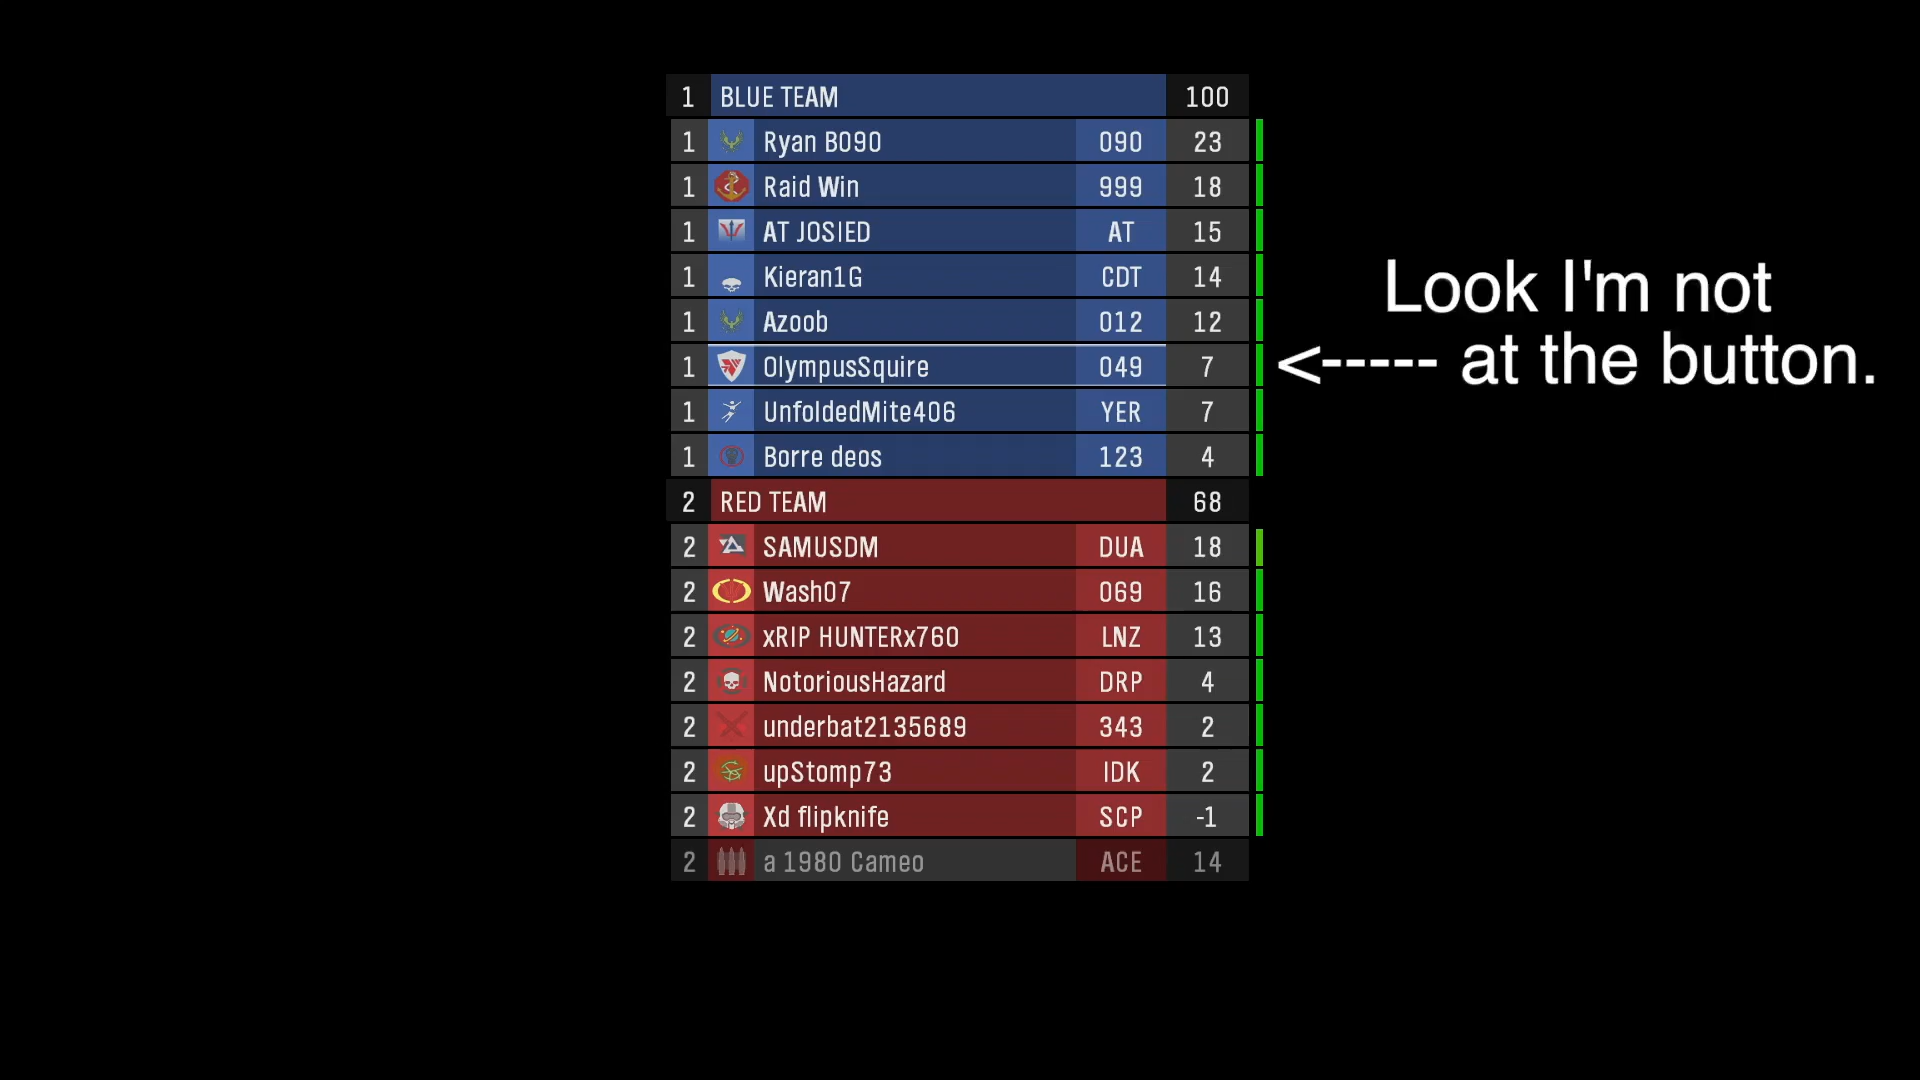 1 BLUE TEAM 100
1 Ryan B090 090 23
1 Raid Win 999 18
1 AT JOSIED AT 15
1 Kieran1G CDT 14
1 Azoob 012 12
1 OlympusSquire 049 7
1 UnfoldedMite406 YER 7
1 Borre deos 123 4
2 RED TEAM 68
2 SAMUSDM DUA 18
2 Wash07 069 16
2 xRIP HUNTERx760 LNZ 13
2 NotoriousHazard DRP 4
2 underbat2135689 343 2
2 upStomp73 IDK 2
2 Xd flipknife SCP -1
2 a 1980 Cameo ACE 14
Look I'm not
<----- at the button.